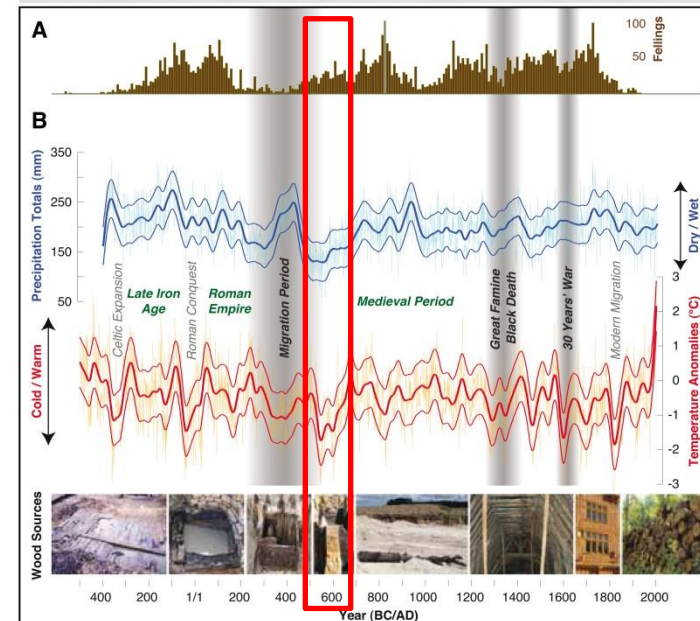 A
100
50
Fellings
B
350
250
150
50
Precipitation Totals (mm)
Dry / Wet
Celtic Expansion
Late Iron
Age
Roman Conquest
Roman
Empire
Migration Period
Medieval Period
Great Famine
Black Death
30 Years' War
Modern Migration
3
2
1
0
-1
-2
-3
Temperature Anomalies (°C)
Cold / Warm
Wood Sources
400 200 1/1 200 400 600 800 1000 1200 1400 1600 1800 2000
Year (BC/AD)